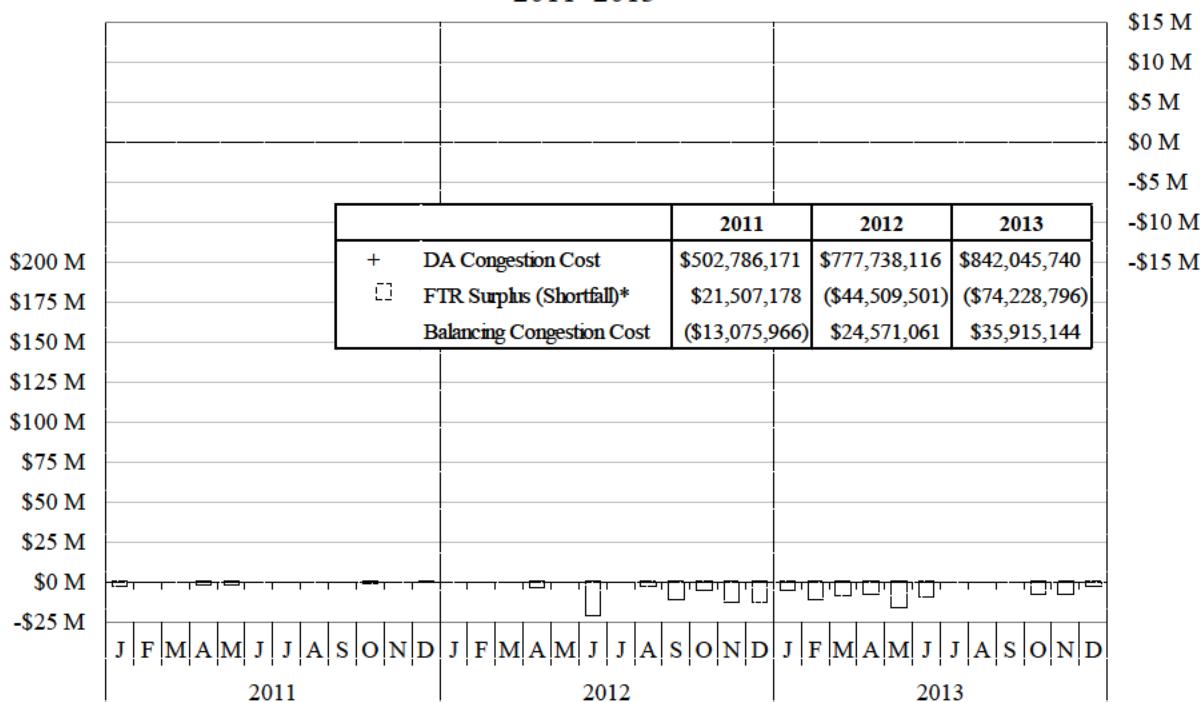 $15 M
$10 M
$5 M
$0 M
-$5 M
-$10 M
-$15 M
2011 2012 2013
+ DA Congestion Cost $502,786,171 $777,738,116 $842,045,740
FTR Surplus (Shortfall)* $21,507,178 ($44,509,501) ($74,228,796)
Balancing Congestion Cost ($13,075,966) $24,571,061 $35,915,144
$200 M
$175 M
$150 M
$125 M
$100 M
$75 M
$50 M
$25 M
$0 M
-$25 M
J F M A M J J A S O N D J F M A M J J A S O N D J F M A M J J A S O N D
2011 2012 2013